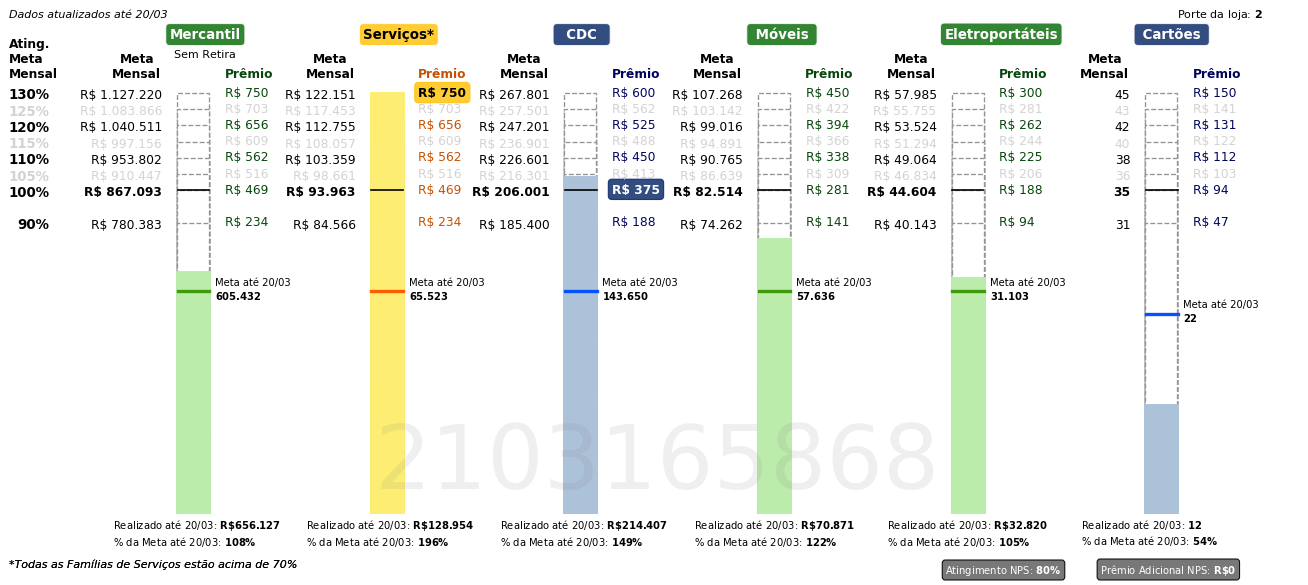 Dados atualizados até 20/03
Porte da loja: 2
Mercantil Serviços* CDC Móveis Eletroportáteis Cartões
Sem Retira
Ating. Meta Mensal
Meta Mensal Prêmio Meta Mensal Prêmio Meta Mensal Prêmio Meta Mensal Prêmio Meta Mensal Prêmio Meta Mensal Prêmio
130% R$ 1.127.220 R$ 750 R$ 122.151 R$ 750 R$ 267.801 R$ 600 R$ 107.268 R$ 450 R$ 57.985 R$ 300 45 R$ 150
125% R$ 1.083.866 R$ 703 R$ 117.453 R$ 703 R$ 257.501 R$ 562 R$ 103.142 R$ 422 R$ 55.755 R$ 281 43 R$ 141
120% R$ 1.040.511 R$ 656 R$ 112.755 R$ 656 R$ 247.201 R$ 525 R$ 99.016 R$ 394 R$ 53.524 R$ 262 42 R$ 131
115% R$ 997.156 R$ 609 R$ 108.057 R$ 609 R$ 236.901 R$ 488 R$ 94.891 R$ 366 R$ 51.294 R$ 244 40 R$ 122
110% R$ 953.802 R$ 562 R$ 103.359 R$ 562 R$ 226.601 R$ 450 R$ 90.765 R$ 338 R$ 49.064 R$ 225 38 R$ 112
105% R$ 910.447 R$ 516 R$ 98.661 R$ 516 R$ 216.301 R$ 413 R$ 86.639 R$ 309 R$ 46.834 R$ 206 36 R$ 103
100% R$ 867.093 R$ 469 R$ 93.963 R$ 469 R$ 206.001 R$ 375 R$ 82.514 R$ 281 R$ 44.604 R$ 188 35 R$ 94
90% R$ 780.383 R$ 234 R$ 84.566 R$ 234 R$ 185.400 R$ 188 R$ 74.262 R$ 141 R$ 40.143 R$ 94 31 R$ 47
Meta até 20/03 Meta até 20/03 Meta até 20/03 Meta até 20/03 Meta até 20/03
605.432 65.523 143.650 57.636 31.103
Meta até 20/03
22
2103165868
Realizado até 20/03: R$656.127 Realizado até 20/03: R$128.954 Realizado até 20/03: R$214.407 Realizado até 20/03: R$70.871 Realizado até 20/03: R$32.820 Realizado até 20/03: 12
% da Meta até 20/03: 108% % da Meta até 20/03: 196% % da Meta até 20/03: 149% % da Meta até 20/03: 122% % da Meta até 20/03: 105% % da Meta até 20/03: 54%
*Todas as Famílias de Serviços estão acima de 70%
Atingimento NPS: 80% Prêmio Adicional NPS: R$0